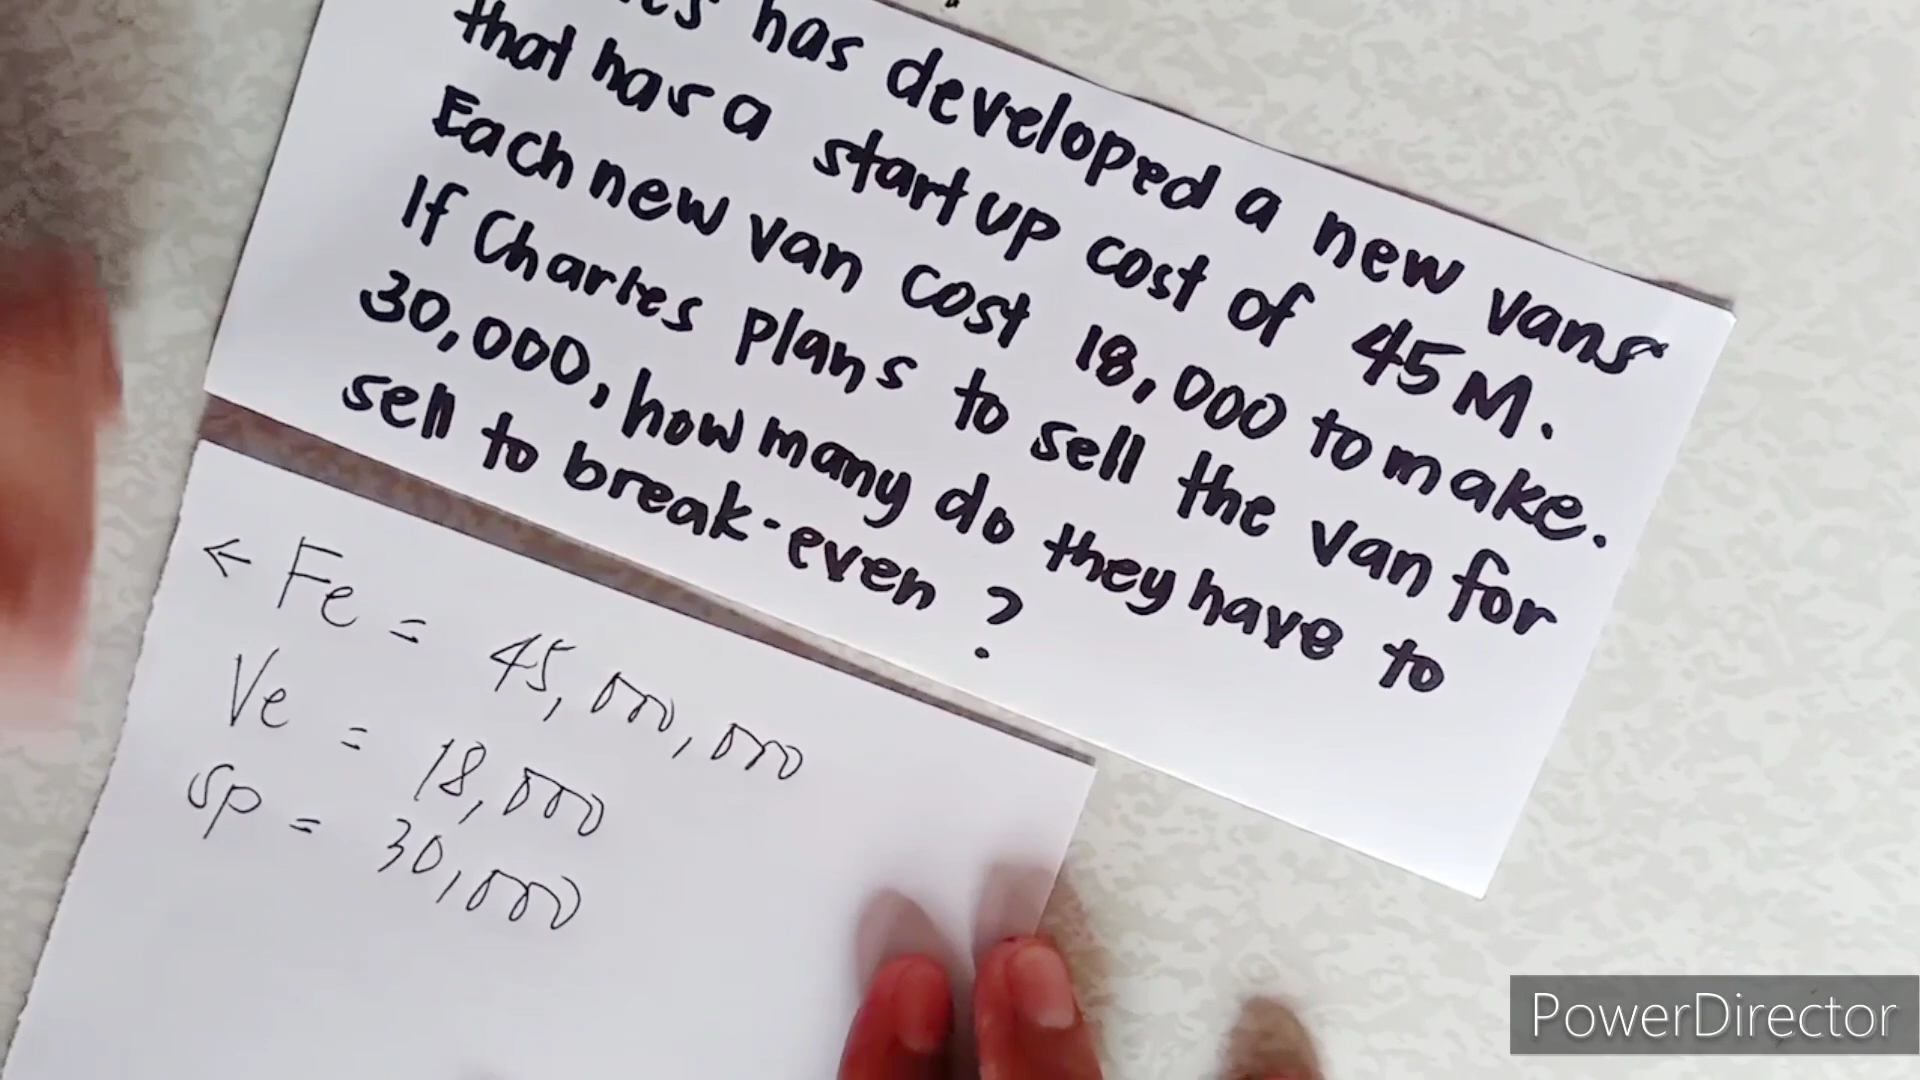 has developed a new vans
that has a startup cost of 45M.
Each new van cost 18,000 to make.
If Charles plans to sell the van for
30,000, how many do they have to
sell to break-even?
← Fe = 45,000,000
Ve = 18,000
Sp = 30,000
PowerDirector